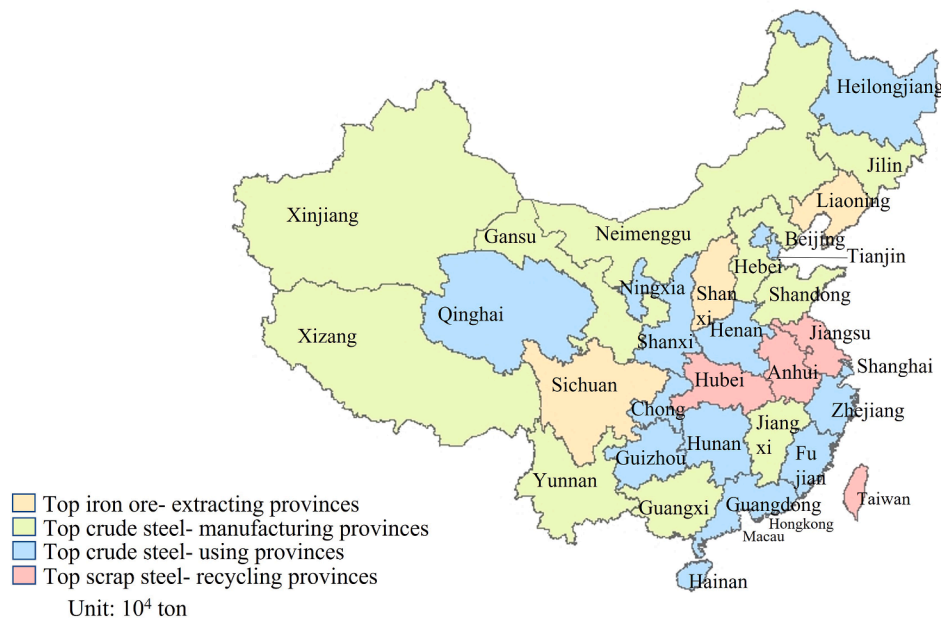 Heilongjiang
Jilin
Liaoning
Xinjiang
Gansu
Neimenggu
Beijing
Tianjin
Hebei
Ningxia
Shan
xi
Shandong
Qinghai
Xizang
Shanxi
Henan
Jiangsu
Shanghai
Sichuan
Hubei
Anhui
Chong
Zhejiang
Guizhou
Hunan
Jiang
xi
Fu
jian
Yunnan
Guangxi
Guangdong
Hongkong
Macau
Taiwan
Hainan
Top iron ore- extracting provinces
Top crude steel- manufacturing provinces
Top crude steel- using provinces
Top scrap steel- recycling provinces
Unit: 10⁴ ton